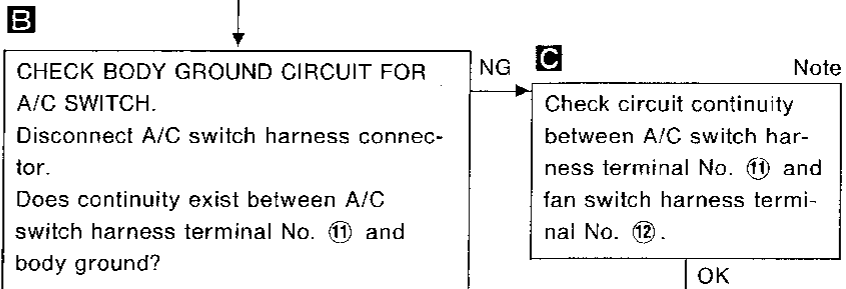 B
CHECK BODY GROUND CIRCUIT FOR
A/C SWITCH.
Disconnect A/C switch harness connec-
tor.
Does continuity exist between A/C
switch harness terminal No. ⑪ and
body ground?
NG
C
Note
Check circuit continuity
between A/C switch har-
ness terminal No. ⑪ and
fan switch harness termi-
nal No. ⑫.
OK